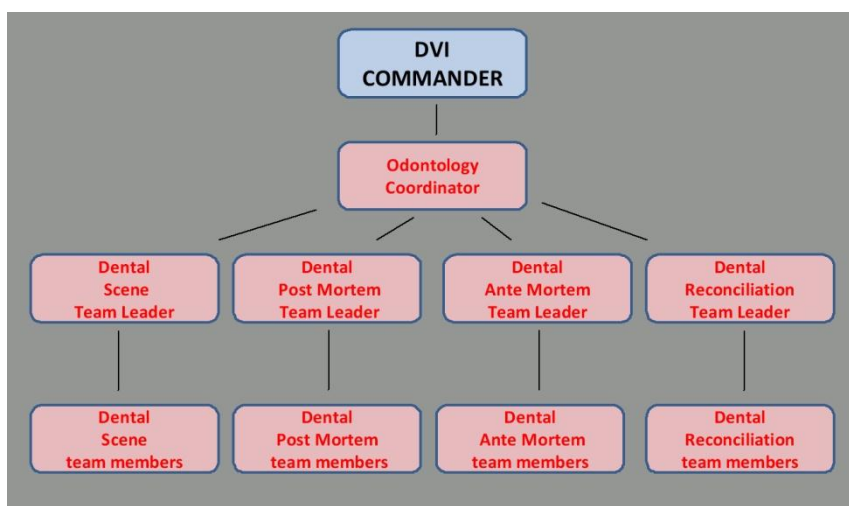 DVI
COMMANDER
Odontology
Coordinator
Dental
Scene
Team Leader
Dental
Post Mortem
Team Leader
Dental
Ante Mortem
Team Leader
Dental
Reconciliation
Team Leader
Dental
Scene
team members
Dental
Post Mortem
team members
Dental
Ante Mortem
team members
Dental
Reconciliation
team members